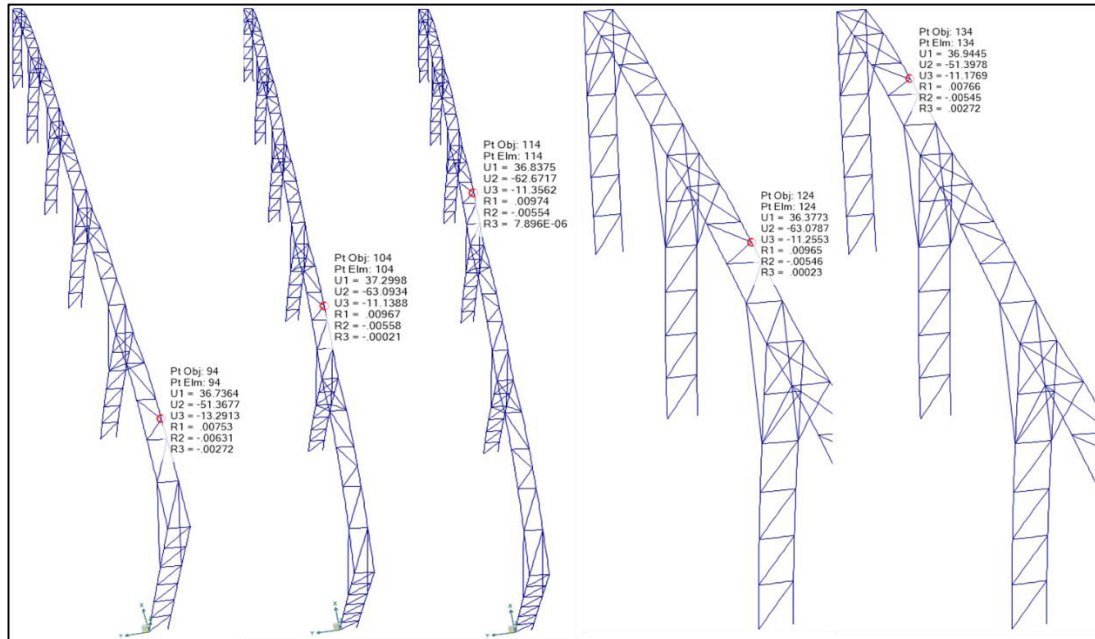 Pt Obj: 94
Pt Elm: 94
U1 = 36.7364
U2 = -51.3677
U3 = -13.2913
R1 = .00753
R2 = -.00631
R3 = -.00272
Pt Obj: 104
Pt Elm: 104
U1 = 37.2998
U2 = -63.0934
U3 = -11.1388
R1 = .00967
R2 = -.00558
R3 = -.00021
Pt Obj: 114
Pt Elm: 114
U1 = 36.8375
U2 = -62.6717
U3 = -11.3562
R1 = .00974
R2 = -.00554
R3 = 7.896E-06
Pt Obj: 124
Pt Elm: 124
U1 = 36.3773
U2 = -63.0787
U3 = -11.2553
R1 = .00965
R2 = -.00546
R3 = .00023
Pt Obj: 134
Pt Elm: 134
U1 = 36.9445
U2 = -51.3978
U3 = -11.1769
R1 = .00766
R2 = -.00545
R3 = .00272
X
Y
X
Y
X
Y